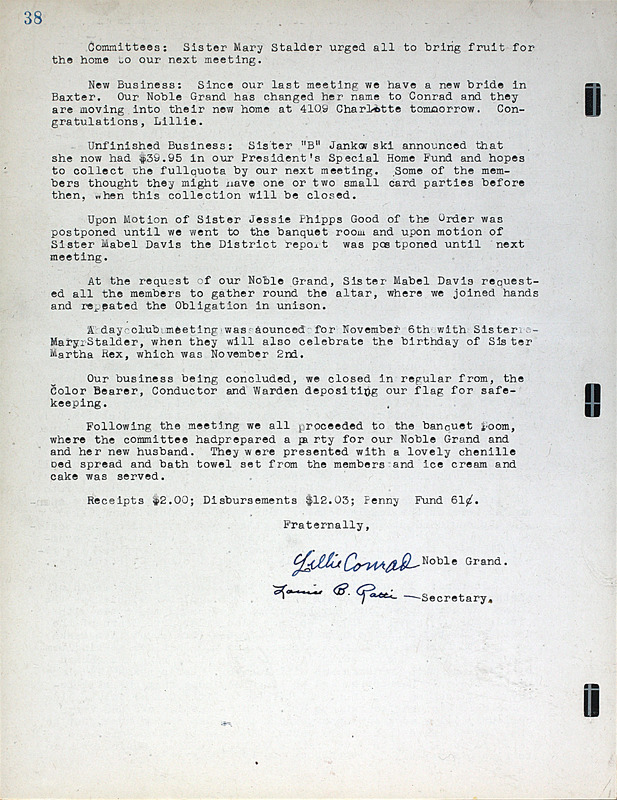 38
Committees: Sister Mary Stalder urged all to bring fruit for
the home to our next meeting.
New Business: Since our last meeting we have a new bride in
Baxter. Our Noble Grand has changed her name to Conrad and they
are moving into their new home at 4109 Charlotte tomorrow. Con-
gratulations, Lillie.
Unfinished Business: Sister "B" Janko ski announced that
she now had $39.95 in our President's Special Home Fund and hopes
to collect the fullquota by our next meeting. Some of the mem-
bers thought they might have one or two small card parties before
then, when this collection will be closed.
Upon Motion of Sister Jessie Phipps Good of the Order was
postponed until we went to the banquet room and upon motion of
Sister Mabel Davis the District report was postponed until next
meeting.
At the request of our Noble Grand, Sister Mabel Davis request-
ed all the members to gather round the altar, where we joined hands
and repeated the Obligation in unison.
A day club meeting was aounced for November 6th with Sister
Mary Stalder, when they will also celebrate the birthday of Sister
Martha Rex, which was November 2nd.
Our business being concluded, we closed in regular from, the
Color Bearer, Conductor and Warden depositing our flag for safe-
keeping.
Following the meeting we all proceeded to the banquet room,
where the committee hadprepared a party for our Noble Grand and
and her new husband. They were presented with a lovely chenille
bed spread and bath towel set from the members and ice cream and
cake was served.
Receipts $2.00; Disbursements $12.03; Penny Fund 61¢.
Fraternally,
Lillie Conrad Noble Grand.
B. — Secretary.